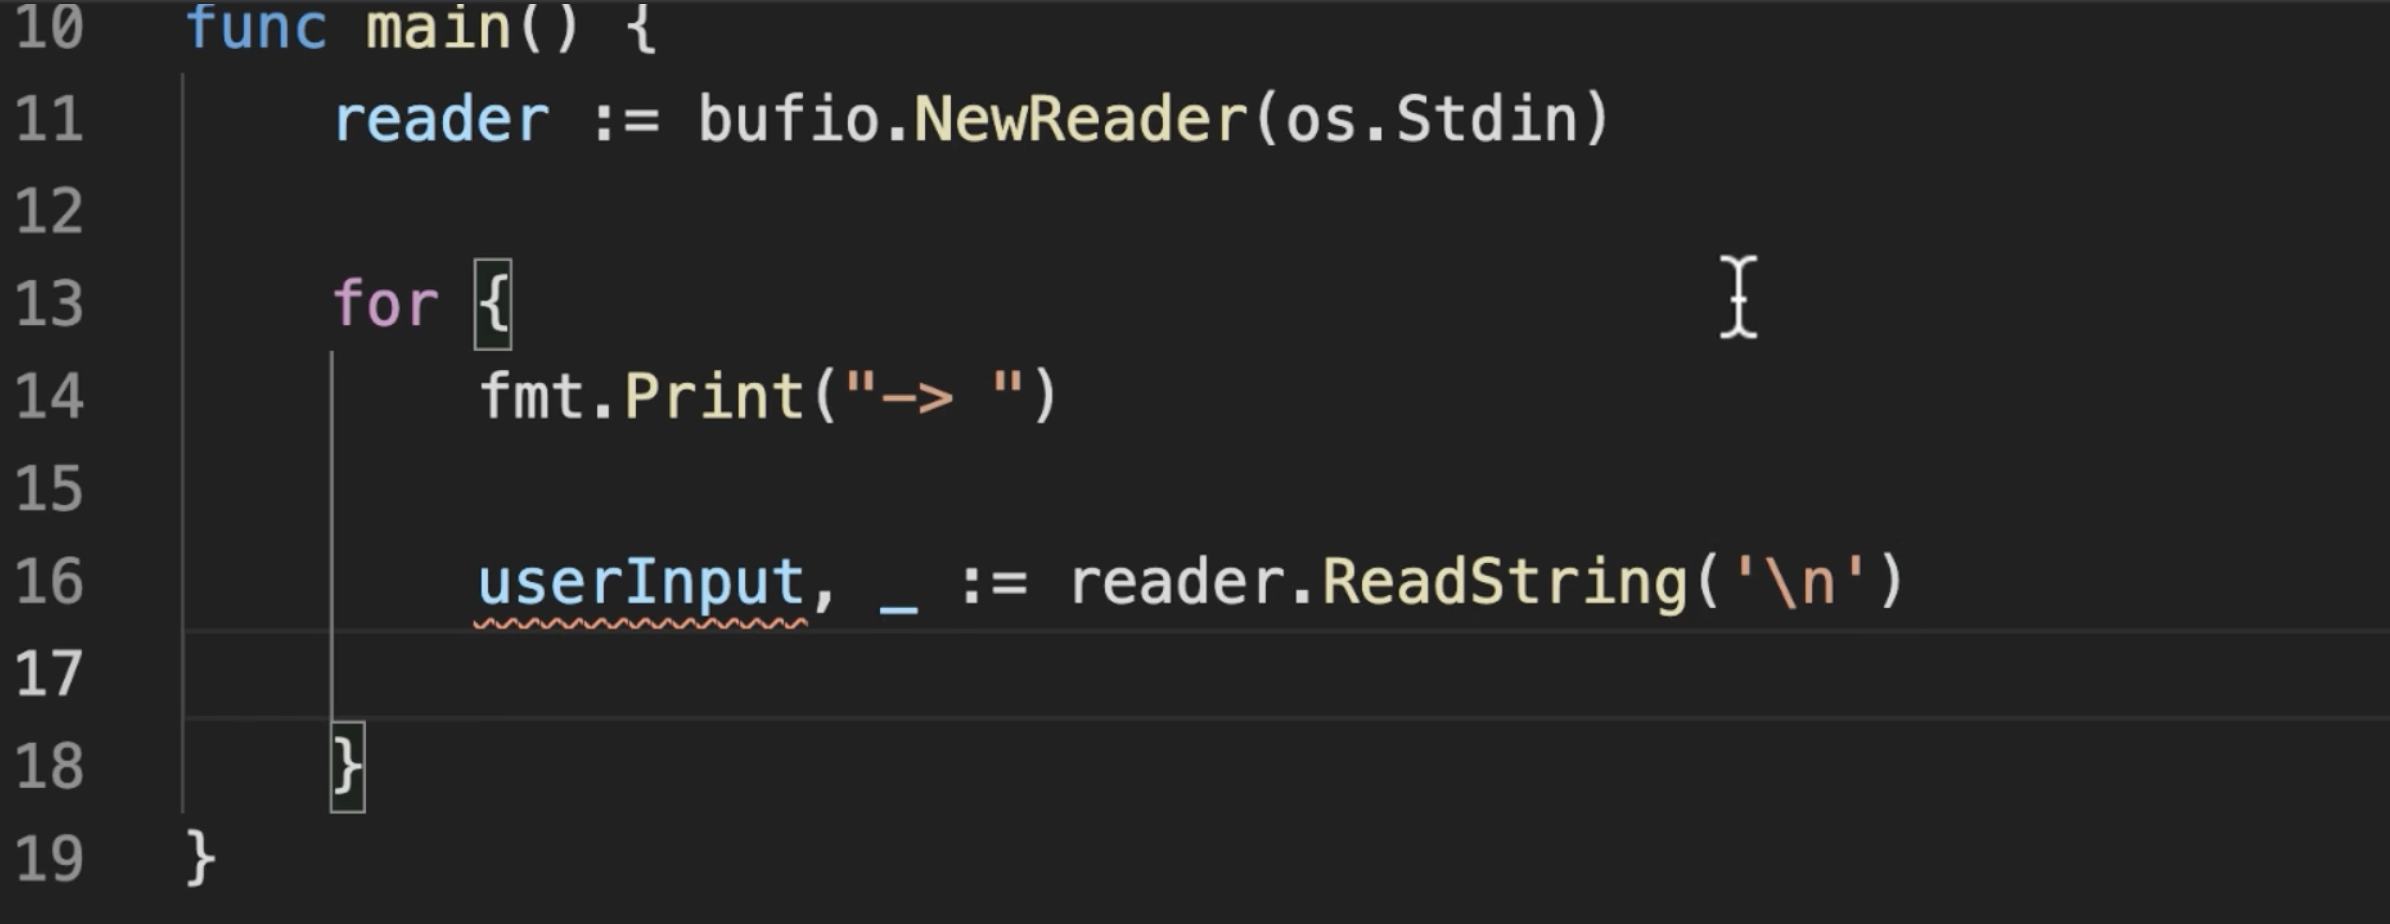 10 func main() {
11 reader := bufio.NewReader(os.Stdin)
12
13 for {
14 fmt.Print("-> ")
15
16 userInput, _ := reader.ReadString('\n')
17
18 }
19 }